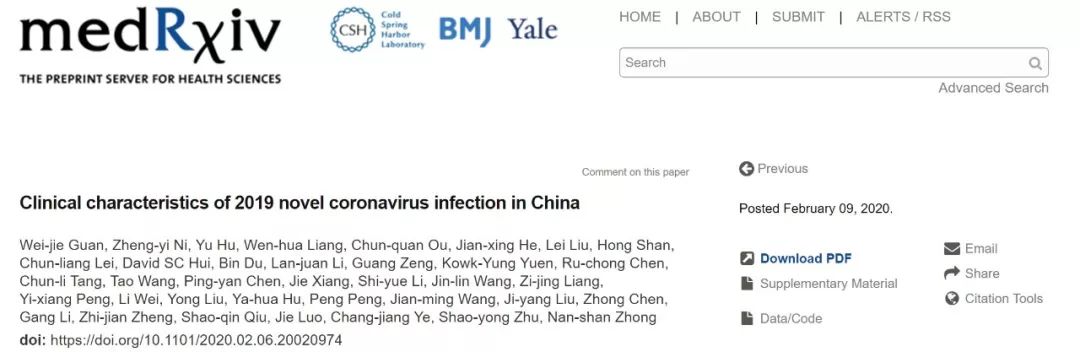 medRχiv
THE PREPRINT SERVER FOR HEALTH SCIENCES
CSH
Cold
Spring
Harbor
Laboratory
BMJ
Yale
HOME | ABOUT | SUBMIT | ALERTS / RSS
Search
Advanced Search
Comment on this paper
Clinical characteristics of 2019 novel coronavirus infection in China
Wei-jie Guan, Zheng-yi Ni, Yu Hu, Wen-hua Liang, Chun-quan Ou, Jian-xing He, Lei Liu, Hong Shan,
Chun-liang Lei, David SC Hui, Bin Du, Lan-juan Li, Guang Zeng, Kowk-Yung Yuen, Ru-chong Chen,
Chun-li Tang, Tao Wang, Ping-yan Chen, Jie Xiang, Shi-yue Li, Jin-lin Wang, Zi-jing Liang,
Yi-xiang Peng, Li Wei, Yong Liu, Ya-hua Hu, Peng Peng, Jian-ming Wang, Ji-yang Liu, Zhong Chen,
Gang Li, Zhi-jian Zheng, Shao-qin Qiu, Jie Luo, Chang-jiang Ye, Shao-yong Zhu, Nan-shan Zhong
doi: https://doi.org/10.1101/2020.02.06.20020974
Previous
Posted February 09, 2020.
Download PDF
Supplementary Material
Data/Code
Email
Share
Citation Tools